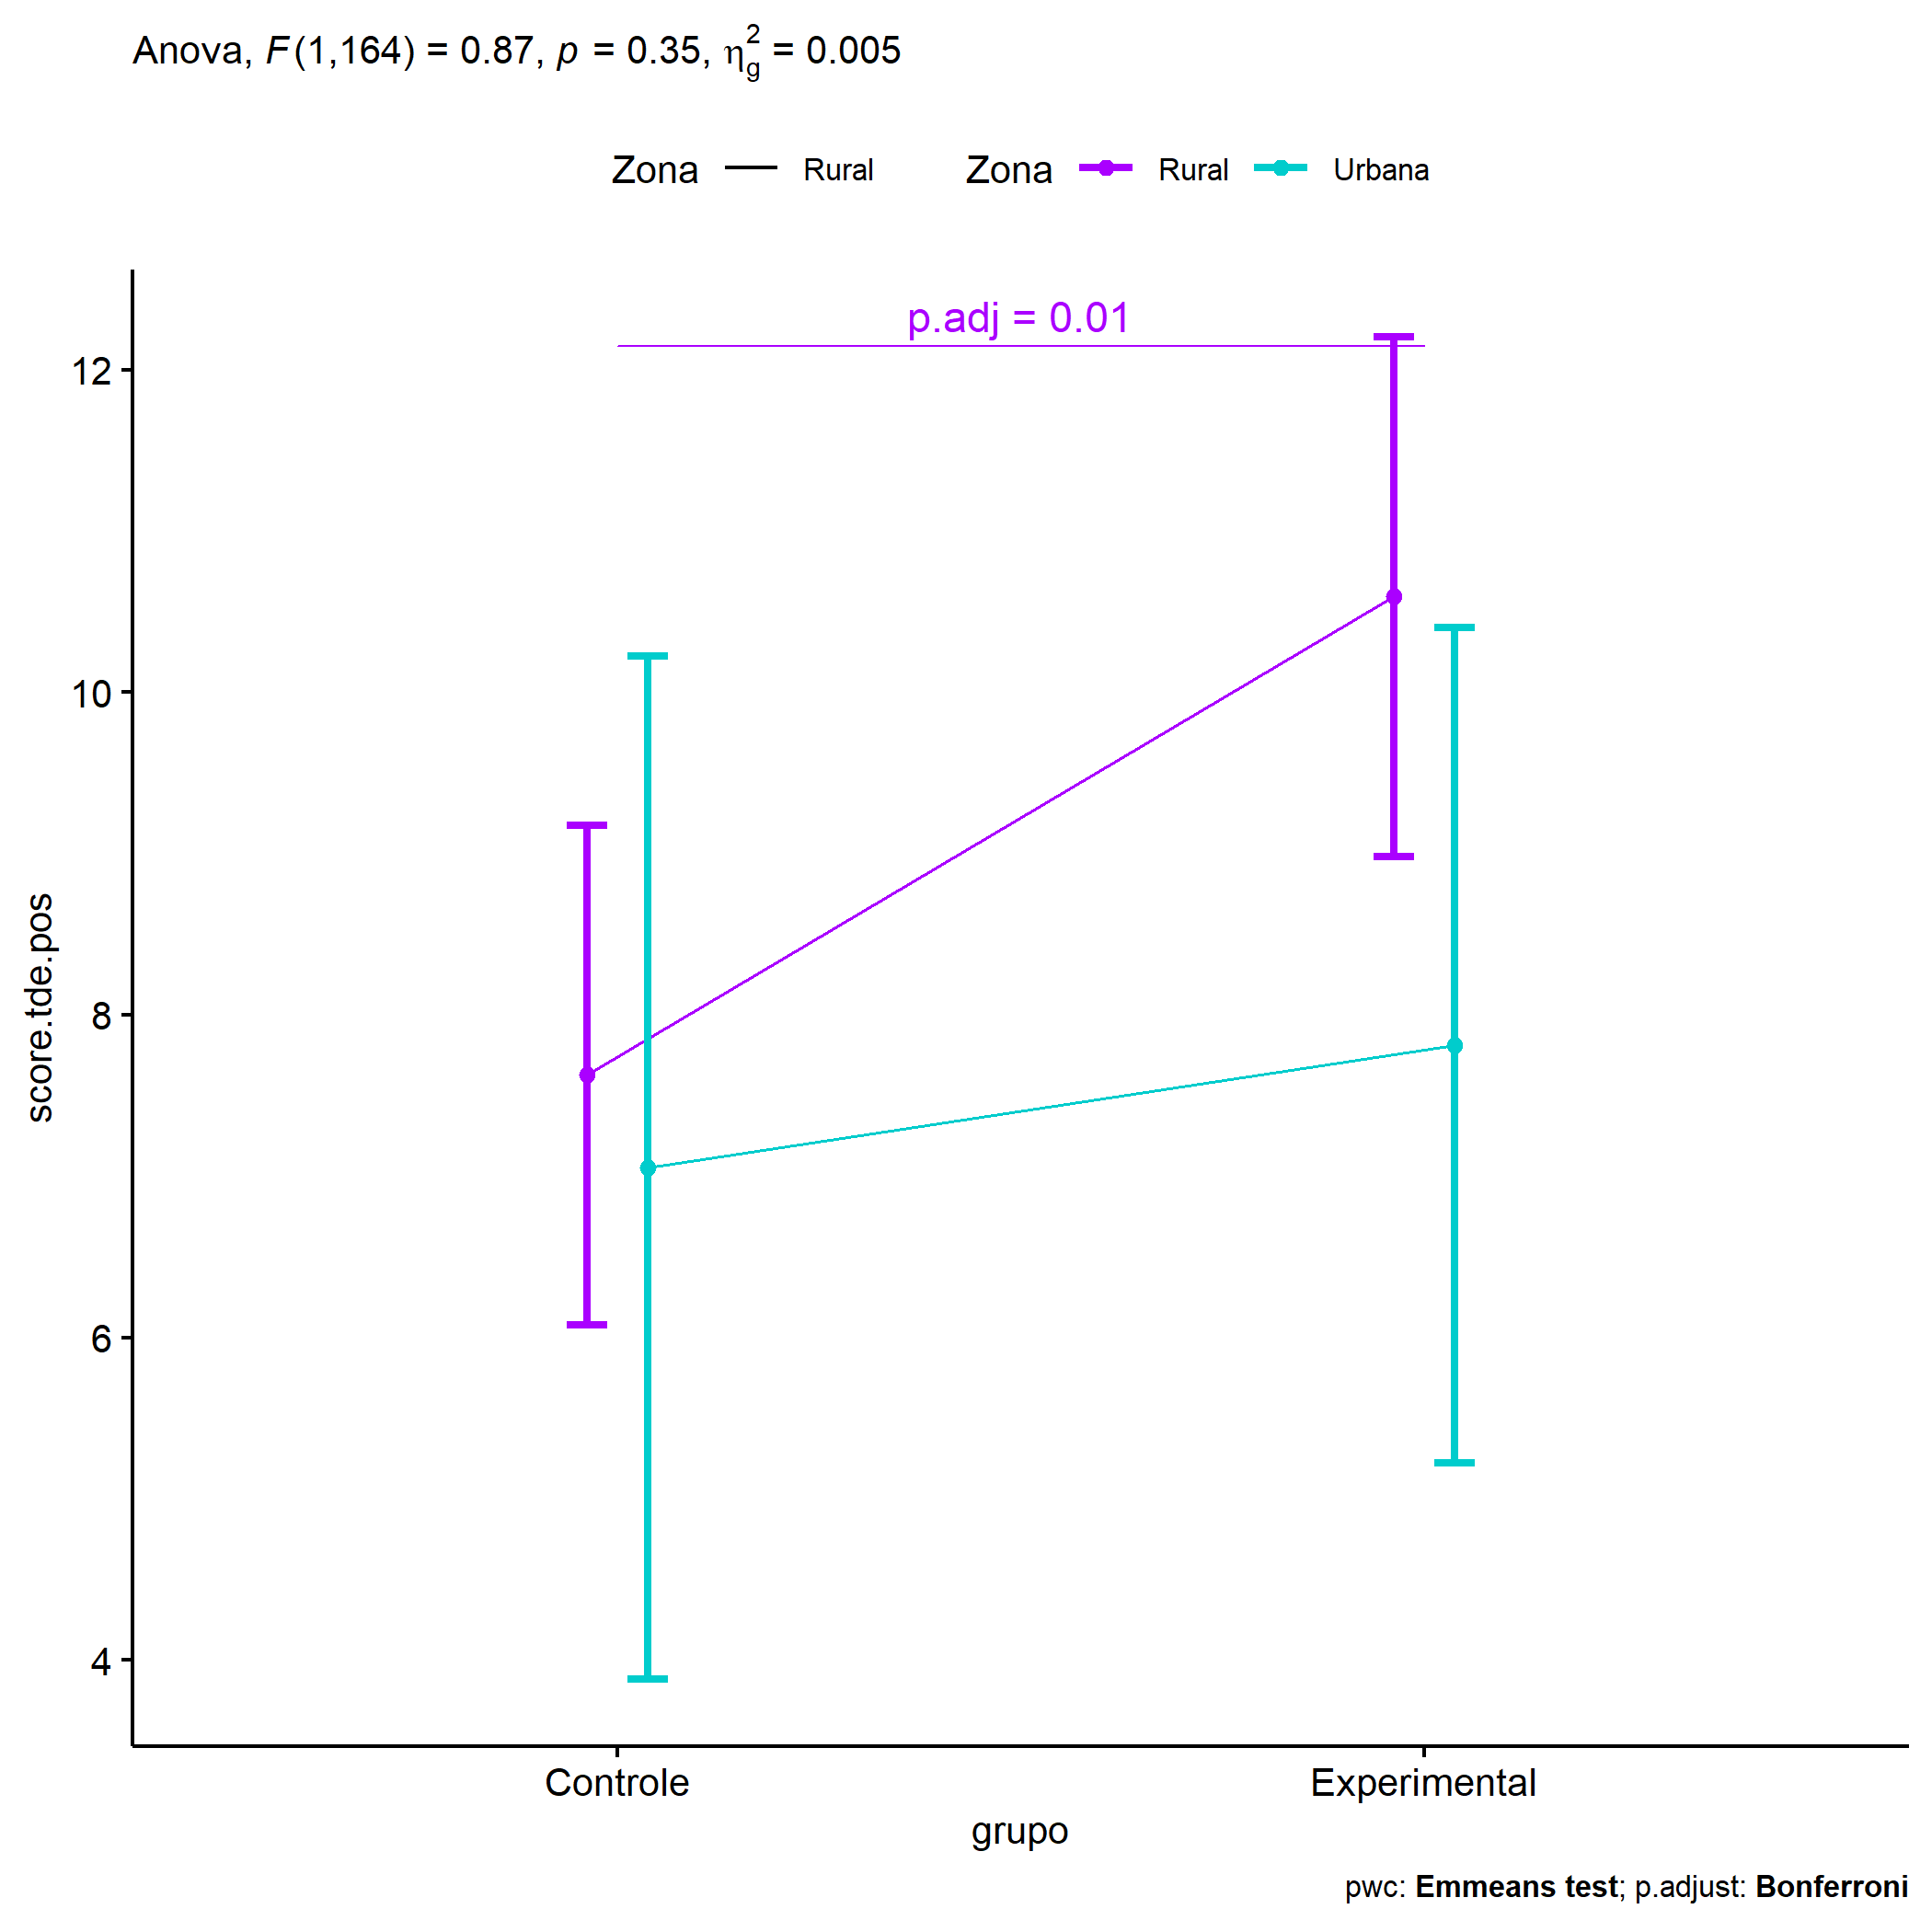 Anova, F(1,164) = 0.87, p = 0.35, η²g = 0.005
Zona Rural Zona Rural Urbana
p.adj = 0.01
12
10
8
6
4
score.tde.pos
Controle Experimental
grupo
pwc: Emmeans test; p.adjust: Bonferroni